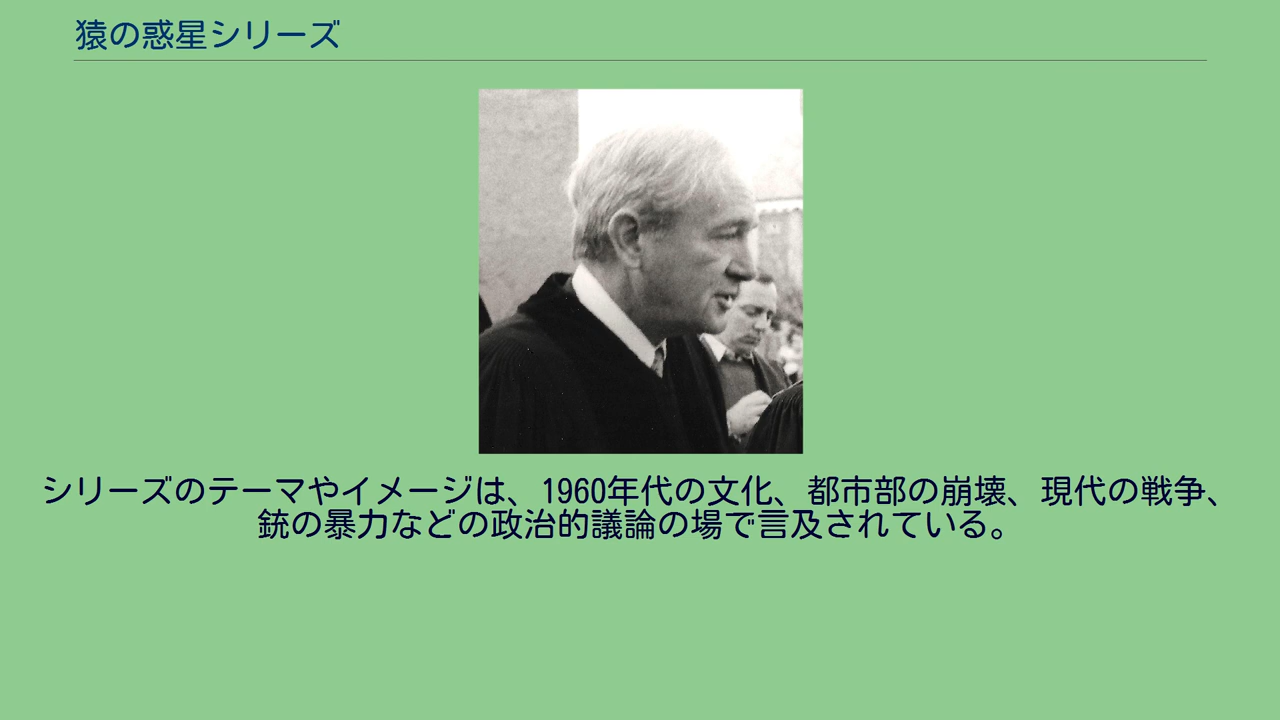 猿の惑星シリーズ
シリーズのテーマやイメージは、1960年代の文化、都市部の崩壊、現代の戦争、
銃の暴力などの政治的議論の場で言及されている。